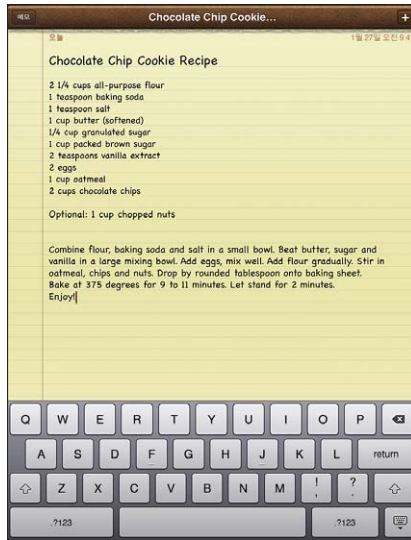 메모
Chocolate Chip Cookie...
+
오늘
1월 27일 오전 9:4
Chocolate Chip Cookie Recipe
2 1/4 cups all-purpose flour
1 teaspoon baking soda
1 teaspoon salt
1 cup butter (softened)
1/4 cup granulated sugar
1 cup packed brown sugar
2 teaspoons vanilla extract
2 eggs
1 cup oatmeal
2 cups chocolate chips
Optional: 1 cup chopped nuts
Combine flour, baking soda and salt in a small bowl. Beat butter, sugar and
vanilla in a large mixing bowl. Add eggs, mix well. Add flour gradually. Stir in
oatmeal, chips and nuts. Drop by rounded tablespoon onto baking sheet.
Bake at 375 degrees for 9 to 11 minutes. Let stand for 2 minutes.
Enjoy!
Q W E R T Y U I O P
A S D F G H J K L return
Z X C V B N M ! , ? .
.?123 .?123